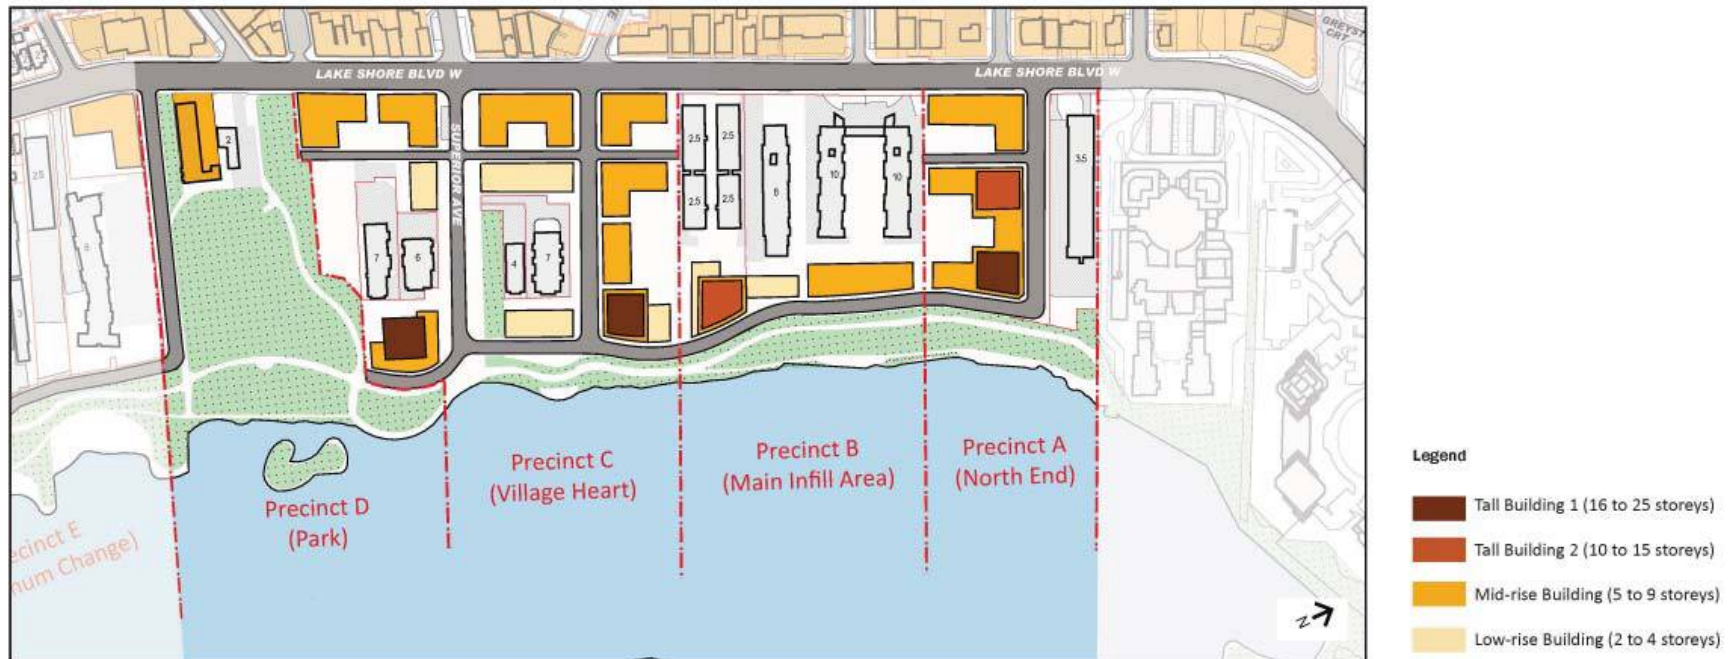 GREYST
CRT
LAKE SHORE BLVD W
LAKE SHORE BLVD W
SUPERIOR AVE
2
2.5
2.5
2.5
2.5
8
10
10
3.5
7
6
4
7
3
Precinct A
(North End)
Precinct B
(Main Infill Area)
Precinct C
(Village Heart)
Precinct D
(Park)
ecinct E
num Change)
N
Legend
Tall Building 1 (16 to 25 storeys)
Tall Building 2 (10 to 15 storeys)
Mid-rise Building (5 to 9 storeys)
Low-rise Building (2 to 4 storeys)